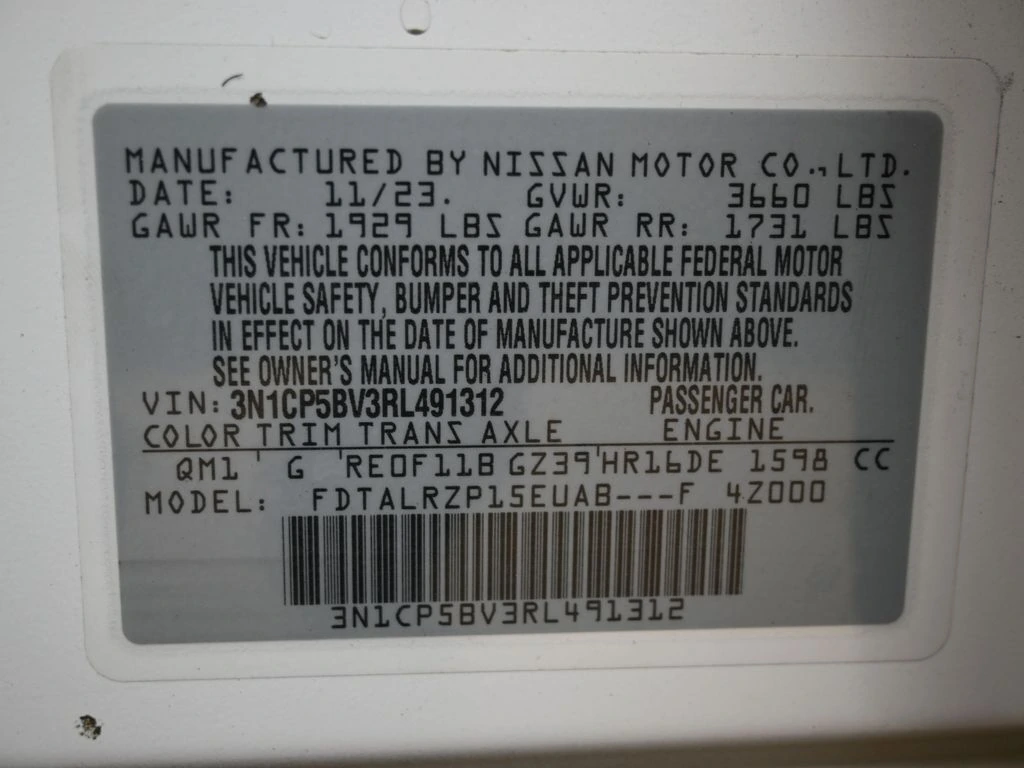 MANUFACTURED BY NISSAN MOTOR CO., LTD.
DATE: 11/23. GVWR: 3660 LBS
GAWR FR: 1929 LBS GAWR RR: 1731 LBS
THIS VEHICLE CONFORMS TO ALL APPLICABLE FEDERAL MOTOR
VEHICLE SAFETY, BUMPER AND THEFT PREVENTION STANDARDS
IN EFFECT ON THE DATE OF MANUFACTURE SHOWN ABOVE.
SEE OWNER'S MANUAL FOR ADDITIONAL INFORMATION.
VIN: 3N1CP5BV3RL491312 PASSENGER CAR.
COLOR TRIM TRANS AXLE ENGINE
QM1 ' G ' RE0F11B GZ39 ' HR16DE 1598 CC
MODEL: FDTALRZP15EUAB---F 4Z000
3N1CP5BV3RL491312